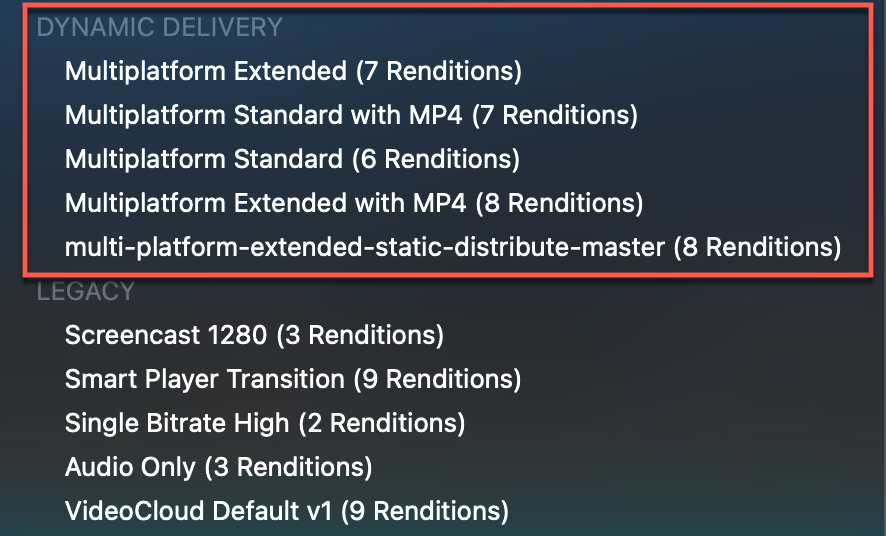 DYNAMIC DELIVERY
Multiplatform Extended (7 Renditions)
Multiplatform Standard with MP4 (7 Renditions)
Multiplatform Standard (6 Renditions)
Multiplatform Extended with MP4 (8 Renditions)
multi-platform-extended-static-distribute-master (8 Renditions)
LEGACY
Screencast 1280 (3 Renditions)
Smart Player Transition (9 Renditions)
Single Bitrate High (2 Renditions)
Audio Only (3 Renditions)
VideoCloud Default v1 (9 Renditions)